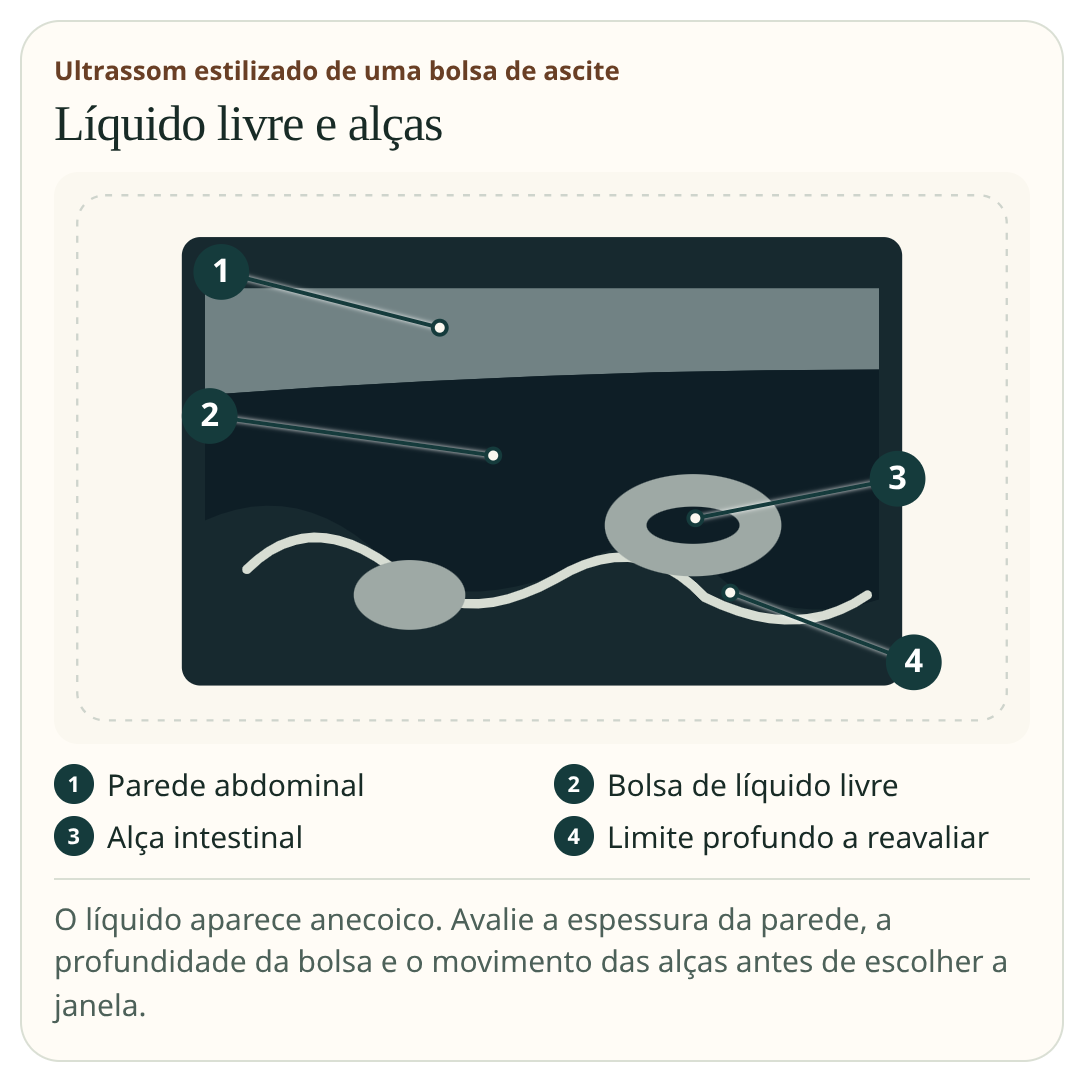 Ultrassom estilizado de uma bolsa de ascite
Líquido livre e alças
1
2
3
4
1 Parede abdominal
2 Bolsa de líquido livre
3 Alça intestinal
4 Limite profundo a reavaliar
O líquido aparece anecoico. Avalie a espessura da parede, a
profundidade da bolsa e o movimento das alças antes de escolher a
janela.